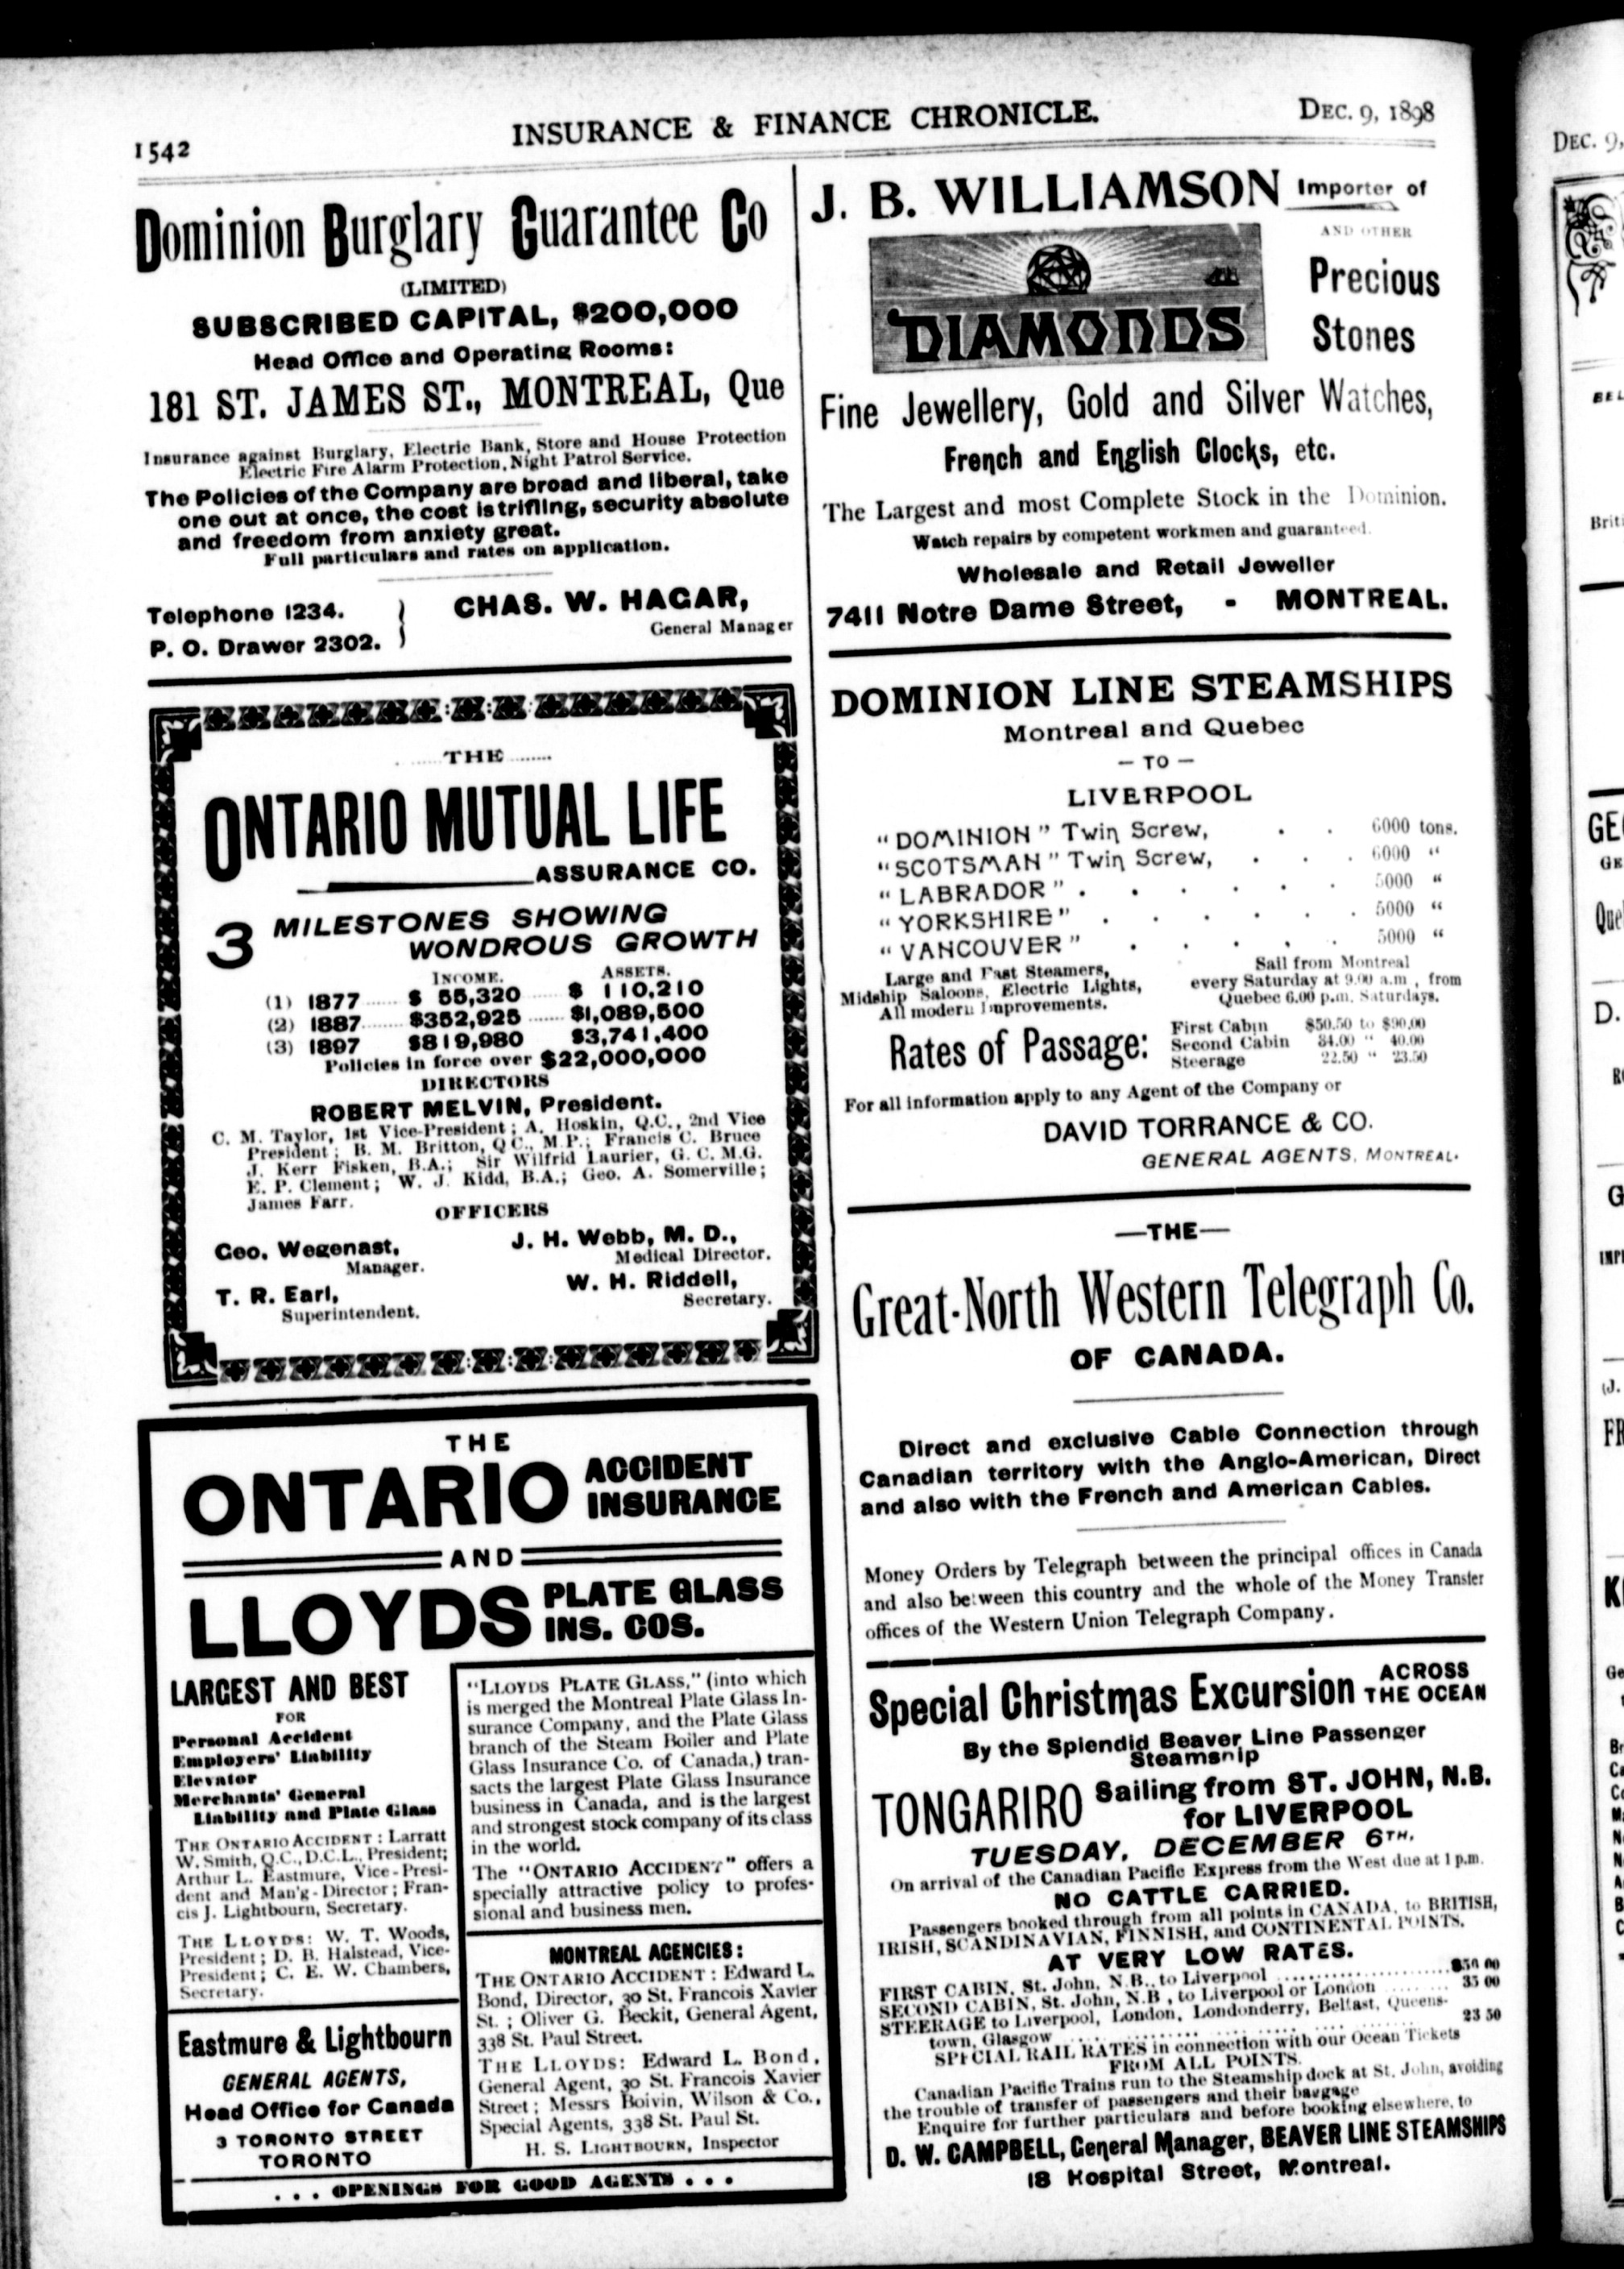 1542
INSURANCE & FINANCE CHRONICLE.
DEC. 9, 1898
Dominion Burglary Guarantee Co
(LIMITED)
SUBSCRIBED CAPITAL, $200,000
Head Office and Operating Rooms:
181 ST. JAMES ST., MONTREAL, Que
Insurance against Burglary, Electric Bank, Store and House Protection
Electric Fire Alarm Protection, Night Patrol Service.
The Policies of the Company are broad and liberal, take
one out at once, the cost is trifling, security absolute
and freedom from anxiety great.
Full particulars and rates on application.
Telephone 1234.
P. O. Drawer 2302.
CHAS. W. HAGAR,
General Manager
THE
ONTARIO MUTUAL LIFE
ASSURANCE CO.
3 MILESTONES SHOWING
WONDROUS GROWTH
INCOME. ASSETS.
(1) 1877 ...... $ 55,320 ...... $ 110,210
(2) 1887 ...... $352,925 ...... $1,089,500
(3) 1897 $819,980 $3,741,400
Policies in force over $22,000,000
DIRECTORS
ROBERT MELVIN, President.
C. M. Taylor, 1st Vice-President; A. Hoskin, Q.C., 2nd Vice
President; B. M. Britton, Q C., M.P.; Francis C. Bruce
J. Kerr Fisken, B.A.; Sir Wilfrid Laurier, G. C. M.G.
E. P. Clement; W. J. Kidd, B.A.; Geo. A. Somerville;
James Farr.
OFFICERS
Geo. Wegenast,
Manager.
J. H. Webb, M. D.,
Medical Director.
T. R. Earl,
Superintendent.
W. H. Riddell,
Secretary.
THE
ONTARIO ACCIDENT
INSURANCE
AND
LLOYDS PLATE GLASS
INS. COS.
LARGEST AND BEST
FOR
Personal Accident
Employers' Liability
Elevator
Merchants' General
Liability and Plate Glass
THE ONTARIO ACCIDENT: Larratt
W. Smith, Q.C., D.C.L., President;
Arthur L. Eastmure, Vice-Presi-
dent and Man'g-Director; Fran-
cis J. Lightbourn, Secretary.
THE LLOYDS: W. T. Woods,
President; D. B. Halstead, Vice-
President; C. E. W. Chambers,
Secretary.
Eastmure & Lightbourn
GENERAL AGENTS,
Head Office for Canada
3 TORONTO STREET
TORONTO
"LLOYDS PLATE GLASS," (into which
is merged the Montreal Plate Glass In-
surance Company, and the Plate Glass
branch of the Steam Boiler and Plate
Glass Insurance Co. of Canada,) tran-
sacts the largest Plate Glass Insurance
business in Canada, and is the largest
and strongest stock company of its class
in the world.
The "ONTARIO ACCIDENT" offers a
specially attractive policy to profes-
sional and business men.
MONTREAL AGENCIES:
THE ONTARIO ACCIDENT: Edward L.
Bond, Director, 30 St. Francois Xavier
St.; Oliver G. Beckit, General Agent,
338 St. Paul Street.
THE LLOYDS: Edward L. Bond,
General Agent, 30 St. Francois Xavier
Street; Messrs Boivin, Wilson & Co.,
Special Agents, 338 St. Paul St.
H. S. LIGHTBOURN, Inspector
. . . OPENINGS FOR GOOD AGENTS . . .
J. B. WILLIAMSON Importer of
AND OTHER
DIAMONDS
Precious
Stones
Fine Jewellery, Gold and Silver Watches,
French and English Clocks, etc.
The Largest and most Complete Stock in the Dominion.
Watch repairs by competent workmen and guaranteed.
Wholesale and Retail Jeweller
7411 Notre Dame Street, - MONTREAL.
DOMINION LINE STEAMSHIPS
Montreal and Quebec
— TO —
LIVERPOOL
"DOMINION" Twin Screw, . . 6000 tons.
"SCOTSMAN" Twin Screw, . . . 6000 "
"LABRADOR" . . . . . . 5000 "
"YORKSHIRE" . . . . . . 5000 "
"VANCOUVER" . . . . . 5000 "
Large and Fast Steamers,
Midship Saloons, Electric Lights,
All modern Improvements.
Sail from Montreal
every Saturday at 9.00 a.m., from
Quebec 6.00 p.m. Saturdays.
Rates of Passage:
First Cabin $50.50 to $90.00
Second Cabin 34.00 " 40.00
Steerage 22.50 " 23.50
For all information apply to any Agent of the Company or
DAVID TORRANCE & CO.
GENERAL AGENTS, MONTREAL.
—THE—
Great-North Western Telegraph Co.
OF CANADA.
Direct and exclusive Cable Connection through
Canadian territory with the Anglo-American, Direct
and also with the French and American Cables.
Money Orders by Telegraph between the principal offices in Canada
and also between this country and the whole of the Money Transfer
offices of the Western Union Telegraph Company.
Special Christmas Excursion ACROSS
THE OCEAN
By the Splendid Beaver Line Passenger
Steamship
TONGARIRO Sailing from ST. JOHN, N.B.
for LIVERPOOL
TUESDAY, DECEMBER 6TH,
On arrival of the Canadian Pacific Express from the West due at 1 p.m.
NO CATTLE CARRIED.
Passengers booked through from all points in CANADA, to BRITISH,
IRISH, SCANDINAVIAN, FINNISH, and CONTINENTAL POINTS.
AT VERY LOW RATES.
FIRST CABIN, St. John, N.B., to Liverpool ........ $50 00
SECOND CABIN, St. John, N.B, to Liverpool or London ...... 35 00
STEERAGE to Liverpool, London, Londonderry, Belfast, Queens-
town, Glasgow ........ 23 50
SPECIAL RAIL RATES in connection with our Ocean Tickets
FROM ALL POINTS.
Canadian Pacific Trains run to the Steamship dock at St. John, avoiding
the trouble of transfer of passengers and their baggage
Enquire for further particulars and before booking elsewhere, to
D. W. CAMPBELL, General Manager, BEAVER LINE STEAMSHIPS
18 Hospital Street, Montreal.
DEC. 9,